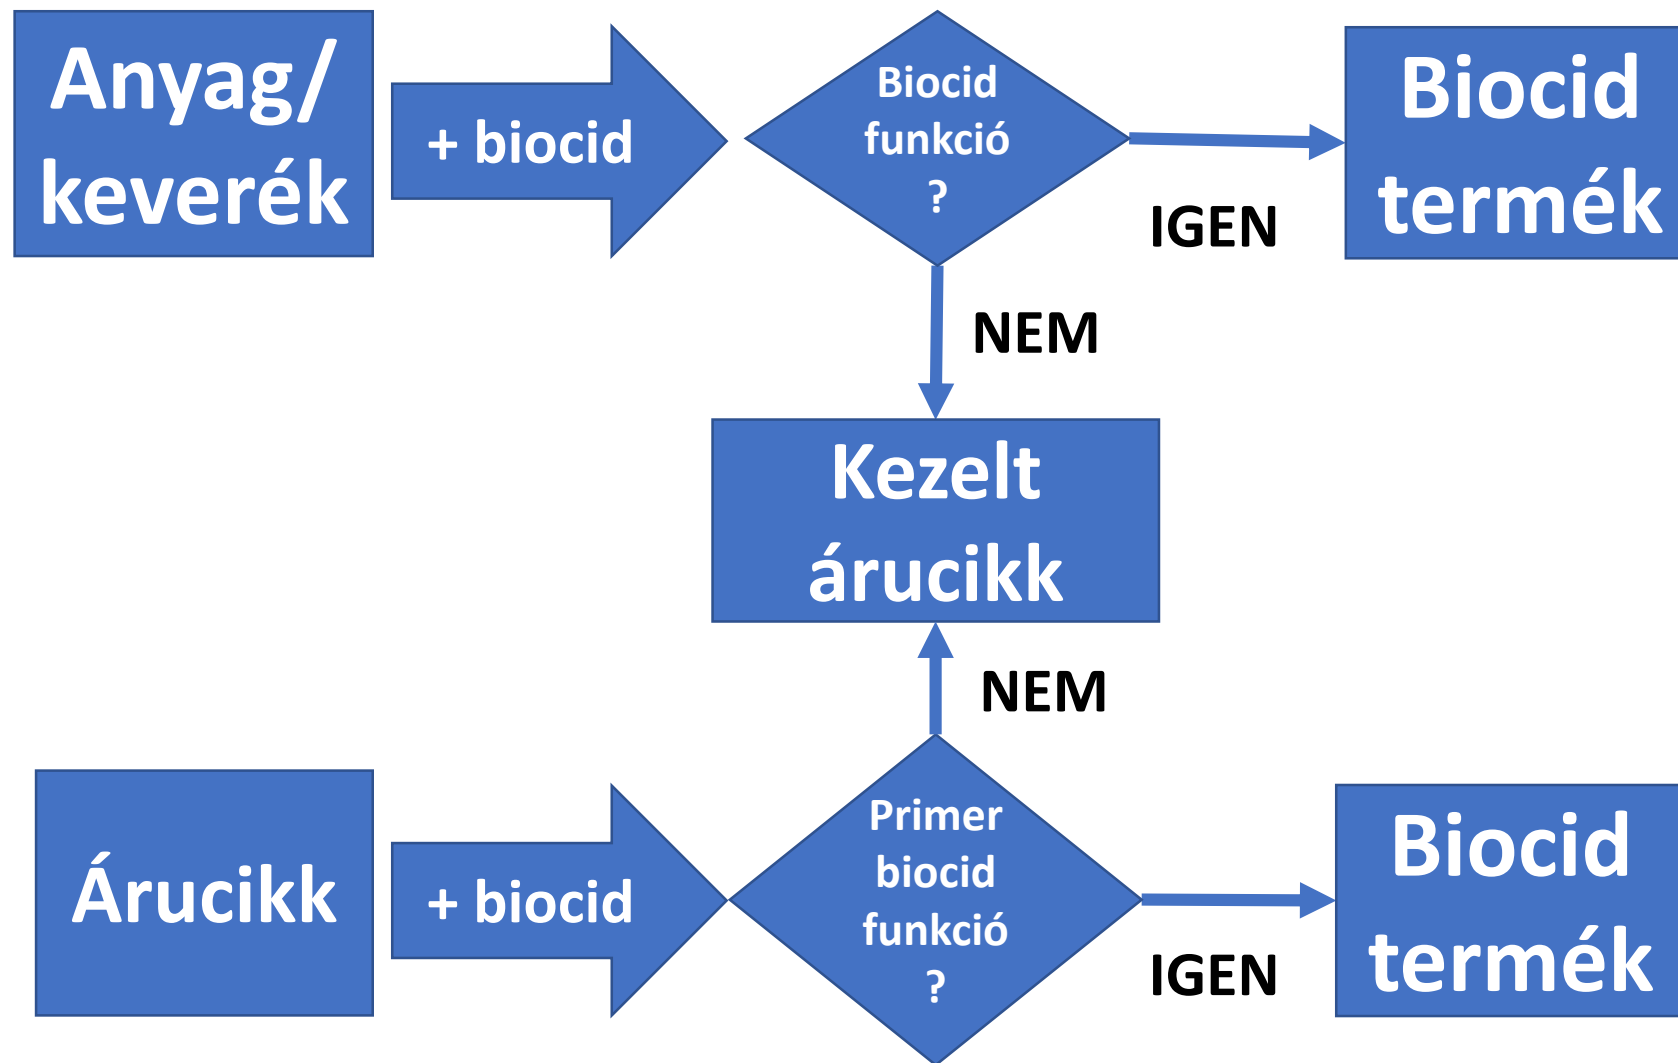 Anyag/
keverék
+ biocid
Biocid
funkció
?
IGEN
Biocid
termék
NEM
Kezelt
árucikk
NEM
Árucikk
+ biocid
Primer
biocid
funkció
?
IGEN
Biocid
termék